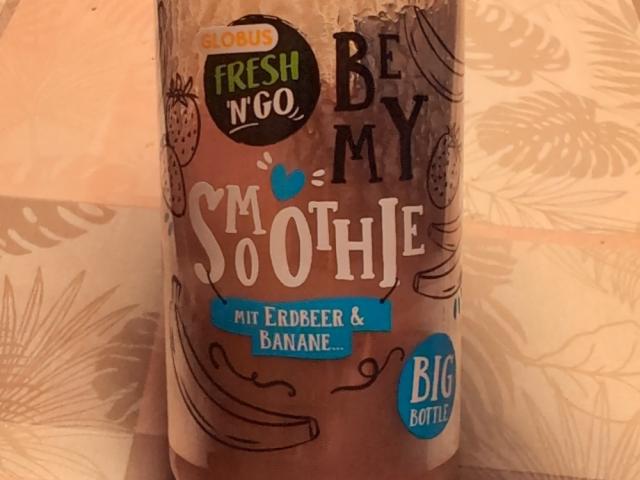 GLOBUS
FRESH
'N'GO
BE
MY
SMOOTHIE
MIT ERDBEER &
BANANE...
BIG
BOTTLE